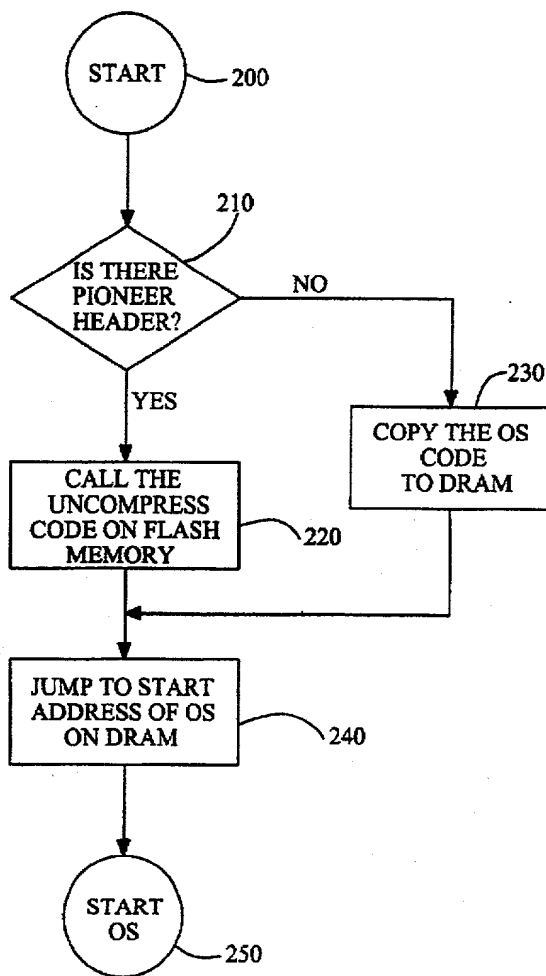 START
200
210
IS THERE
PIONEER
HEADER?
NO
YES
230
COPY THE OS
CODE
TO DRAM
CALL THE
UNCOMPRESS
CODE ON FLASH
MEMORY
220
JUMP TO START
ADDRESS OF OS
ON DRAM
240
START
OS
250